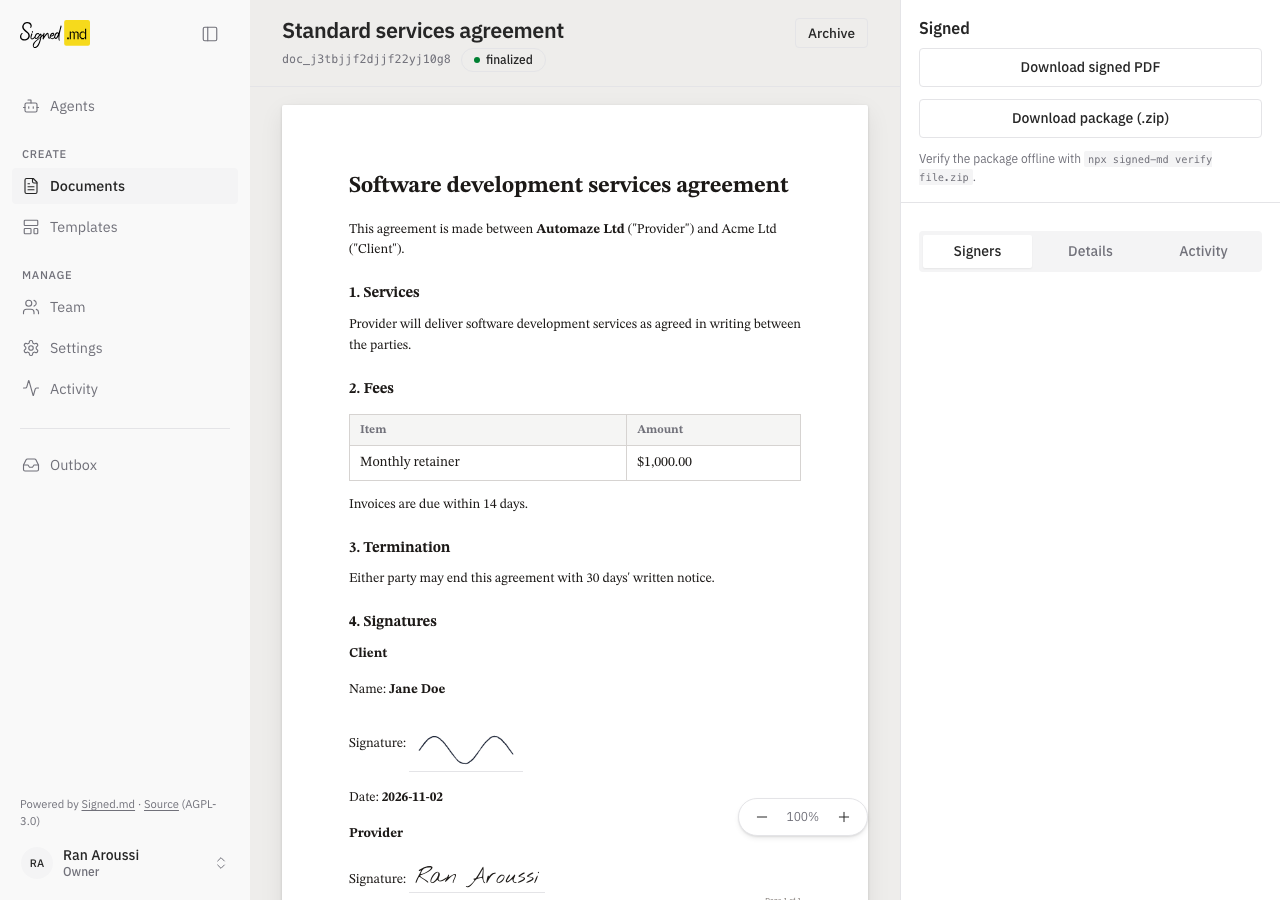 Signed .md
Agents
CREATE
Documents
Templates
MANAGE
Team
Settings
Activity
Outbox
Powered by Signed.md · Source (AGPL-
3.0)
RA
Ran Aroussi
Owner
Standard services agreement
doc_j3tbjjf2djjf22yj10g8
finalized
Archive
Software development services agreement
This agreement is made between Automaze Ltd ("Provider") and Acme Ltd
("Client").
1. Services
Provider will deliver software development services as agreed in writing between
the parties.
2. Fees
Item Amount
Monthly retainer $1,000.00
Invoices are due within 14 days.
3. Termination
Either party may end this agreement with 30 days' written notice.
4. Signatures
Client
Name: Jane Doe
Signature:
Date: 2026-11-02
Provider
Signature: Ran Aroussi
100%
Signed
Download signed PDF
Download package (.zip)
Verify the package offline with npx signed-md verify
file.zip.
Signers Details Activity